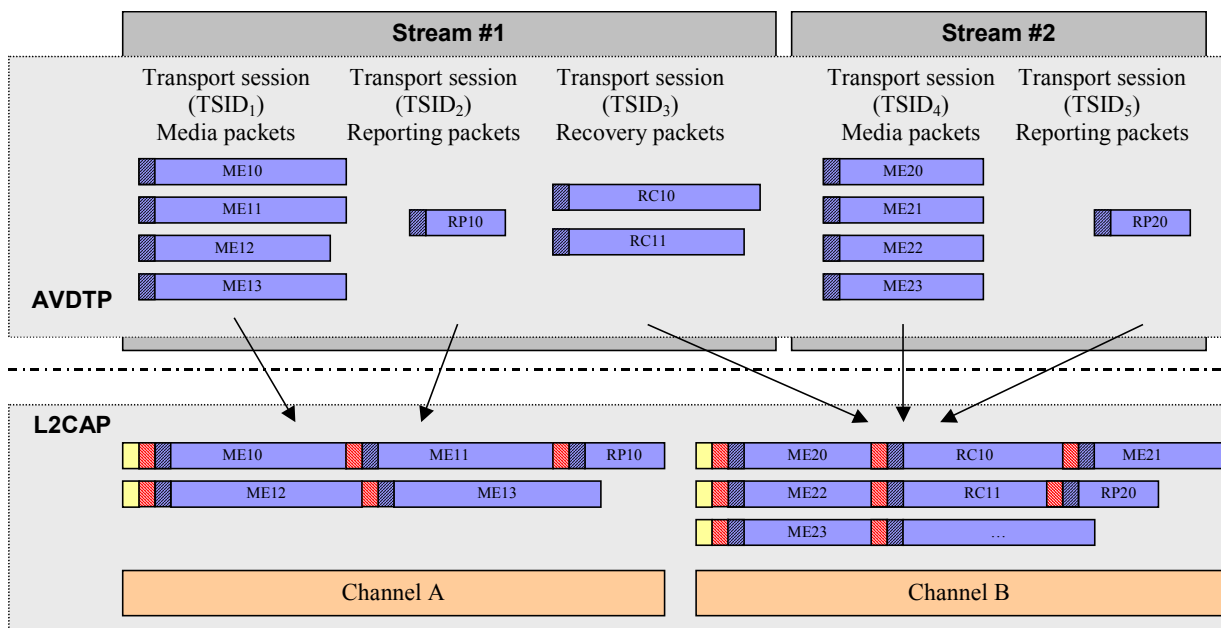 Stream #1
Stream #2
Transport session
(TSID1)
Media packets
Transport session
(TSID2)
Reporting packets
Transport session
(TSID3)
Recovery packets
Transport session
(TSID4)
Media packets
Transport session
(TSID5)
Reporting packets
ME10
ME11
ME12
ME13
RP10
RC10
RC11
ME20
ME21
ME22
ME23
RP20
AVDTP
L2CAP
ME10 ME11 RP10
ME12 ME13
ME20 RC10 ME21
ME22 RC11 RP20
ME23 …
Channel A
Channel B